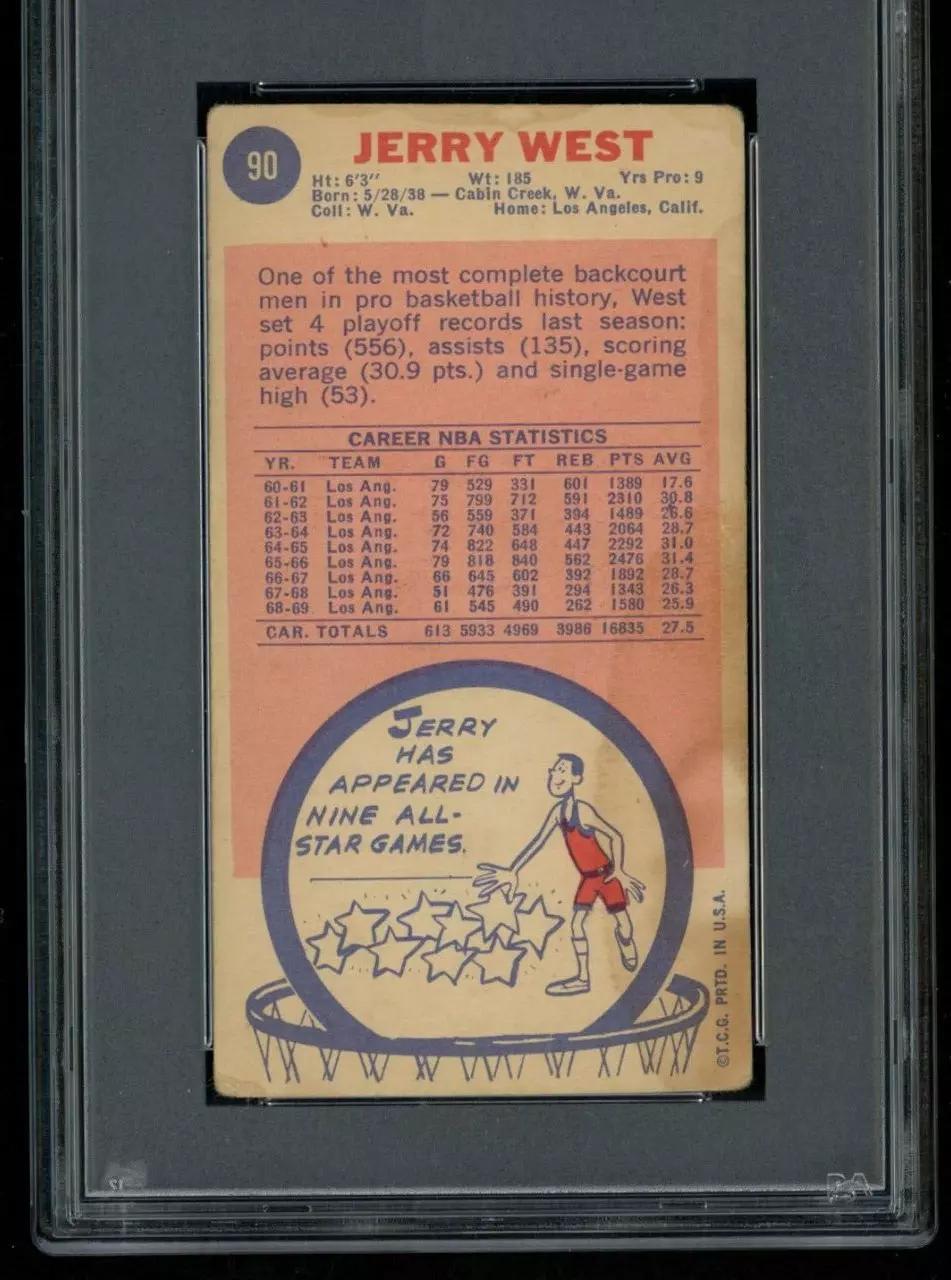 90
JERRY WEST
Ht: 6'3" Wt: 185 Yrs Pro: 9
Born: 5/28/38 — Cabin Creek, W. Va.
Coll: W. Va. Home: Los Angeles, Calif.
One of the most complete backcourt
men in pro basketball history, West
set 4 playoff records last season:
points (556), assists (135), scoring
average (30.9 pts.) and single-game
high (53).
CAREER NBA STATISTICS
YR. TEAM G FG FT REB PTS AVG
60-61 Los Ang. 79 529 331 601 1389 17.6
61-62 Los Ang. 75 799 712 591 2310 30.8
62-63 Los Ang. 56 559 371 394 1489 26.6
63-64 Los Ang. 72 740 584 443 2064 28.7
64-65 Los Ang. 74 822 648 447 2292 31.0
65-66 Los Ang. 79 818 840 562 2476 31.4
66-67 Los Ang. 66 645 602 392 1892 28.7
67-68 Los Ang. 51 476 391 294 1343 26.3
68-69 Los Ang. 61 545 490 262 1580 25.9
CAR. TOTALS 613 5933 4969 3986 16835 27.5
JERRY
HAS
APPEARED IN
NINE ALL-
STAR GAMES.
©T.C.G. PRTD. IN U.S.A.